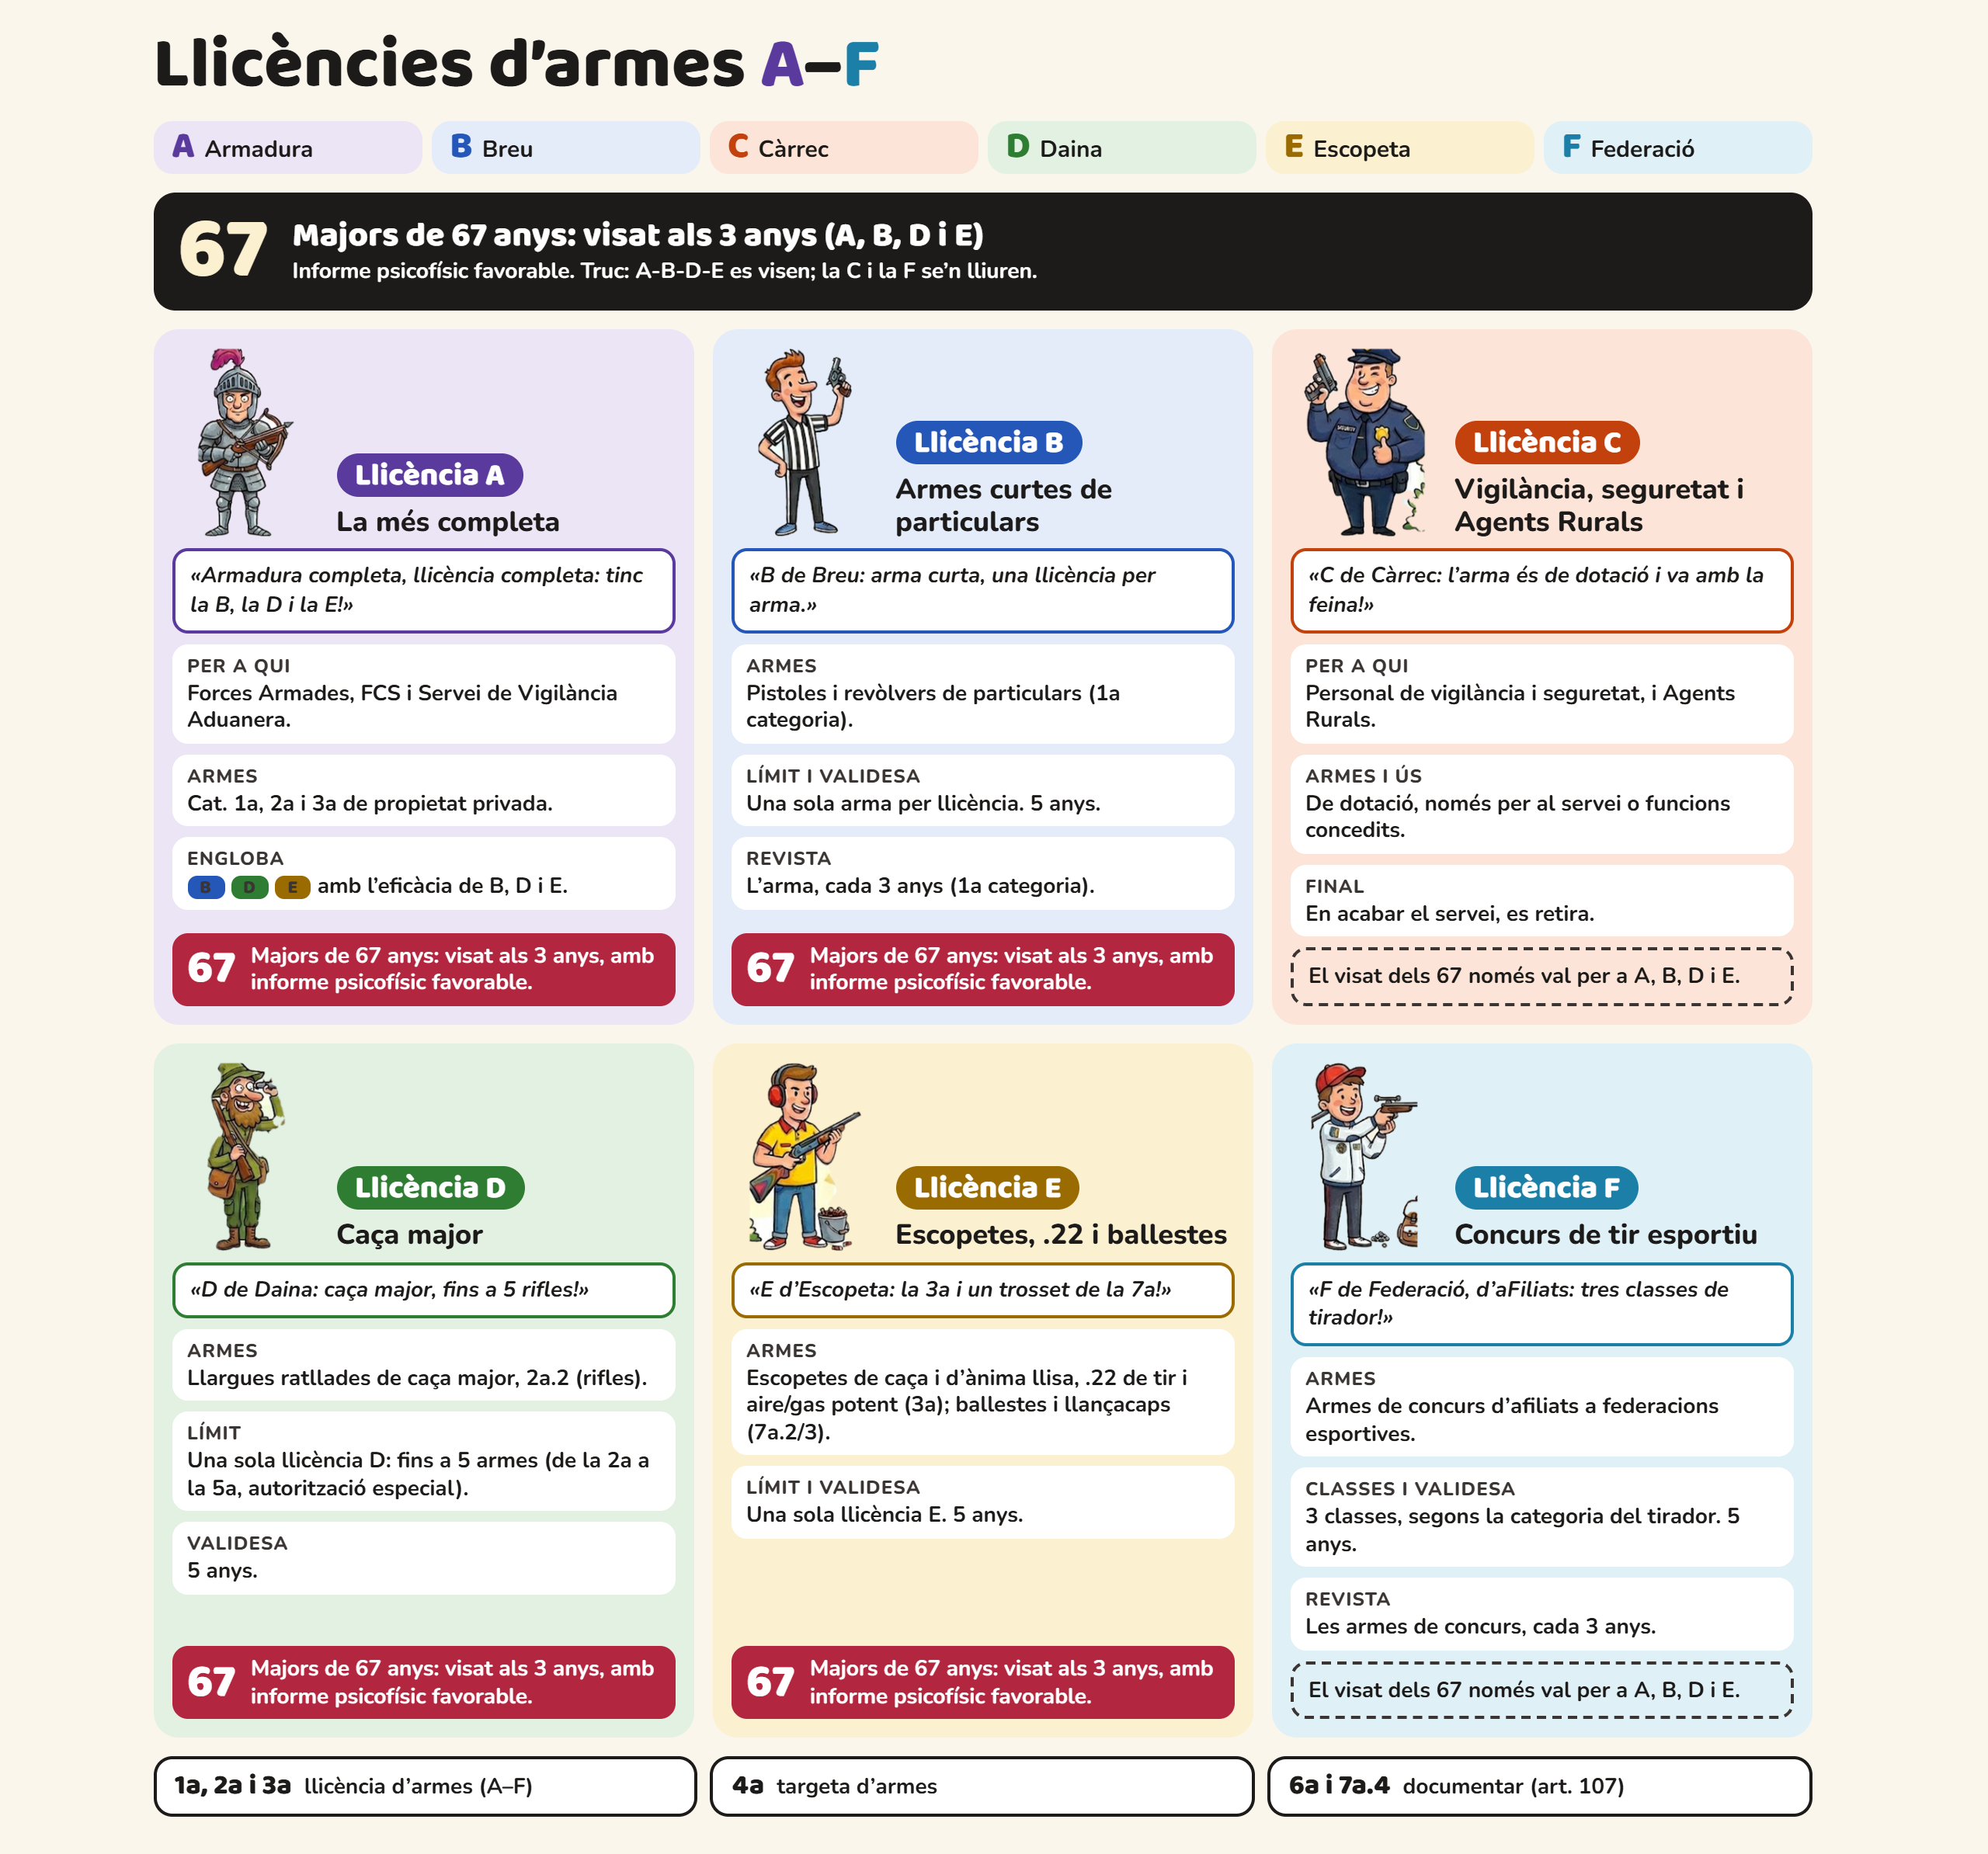 Llicències d’armes A–F
A Armadura
B Breu
C Càrrec
D Daina
E Escopeta
F Federació
67
Majors de 67 anys: visat als 3 anys (A, B, D i E)
Informe psicofísic favorable. Truc: A-B-D-E es visen; la C i la F se’n lliuren.
Llicència A
La més completa
«Armadura completa, llicència completa: tinc
la B, la D i la E!»
PER A QUI
Forces Armades, FCS i Servei de Vigilància
Aduanera.
ARMES
Cat. 1a, 2a i 3a de propietat privada.
ENGLOBA
B D E amb l’eficàcia de B, D i E.
67
Majors de 67 anys: visat als 3 anys, amb
informe psicofísic favorable.
Llicència B
Armes curtes de
particulars
«B de Breu: arma curta, una llicència per
arma.»
ARMES
Pistoles i revòlvers de particulars (1a
categoria).
LÍMIT I VALIDESA
Una sola arma per llicència. 5 anys.
REVISTA
L’arma, cada 3 anys (1a categoria).
67
Majors de 67 anys: visat als 3 anys, amb
informe psicofísic favorable.
SECURITY
Llicència C
Vigilància, seguretat i
Agents Rurals
«C de Càrrec: l’arma és de dotació i va amb la
feina!»
PER A QUI
Personal de vigilància i seguretat, i Agents
Rurals.
ARMES I ÚS
De dotació, només per al servei o funcions
concedits.
FINAL
En acabar el servei, es retira.
El visat dels 67 només val per a A, B, D i E.
Llicència D
Caça major
«D de Daina: caça major, fins a 5 rifles!»
ARMES
Llargues ratllades de caça major, 2a.2 (rifles).
LÍMIT
Una sola llicència D: fins a 5 armes (de la 2a a
la 5a, autorització especial).
VALIDESA
5 anys.
67
Majors de 67 anys: visat als 3 anys, amb
informe psicofísic favorable.
Llicència E
Escopetes, .22 i ballestes
«E d’Escopeta: la 3a i un trosset de la 7a!»
ARMES
Escopetes de caça i d’ànima llisa, .22 de tir i
aire/gas potent (3a); ballestes i llançacaps
(7a.2/3).
LÍMIT I VALIDESA
Una sola llicència E. 5 anys.
67
Majors de 67 anys: visat als 3 anys, amb
informe psicofísic favorable.
Llicència F
Concurs de tir esportiu
«F de Federació, d’aFiliats: tres classes de
tirador!»
ARMES
Armes de concurs d’afiliats a federacions
esportives.
CLASSES I VALIDESA
3 classes, segons la categoria del tirador. 5
anys.
REVISTA
Les armes de concurs, cada 3 anys.
El visat dels 67 només val per a A, B, D i E.
1a, 2a i 3a llicència d’armes (A–F)
4a targeta d’armes
6a i 7a.4 documentar (art. 107)